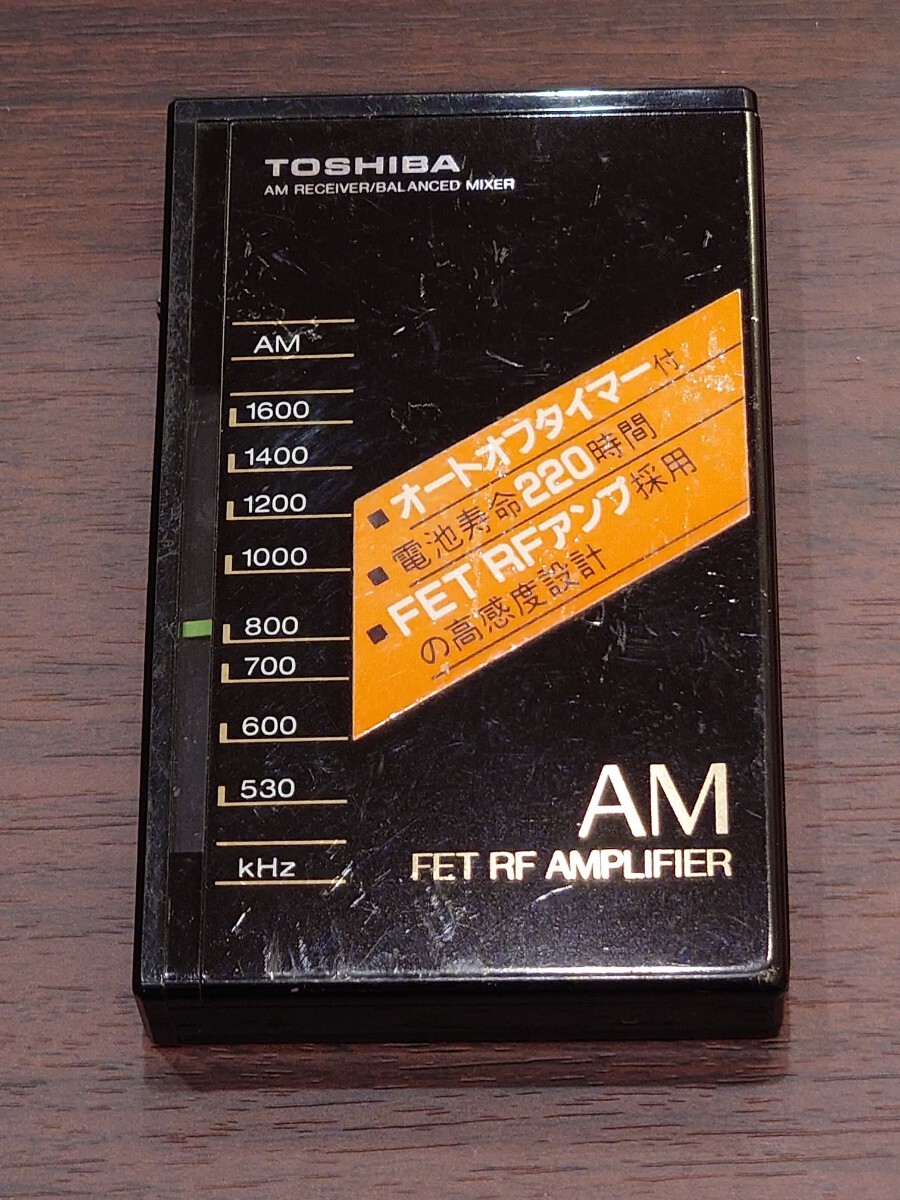 TOSHIBA
AM RECEIVER/BALANCED MIXER
AM
1600
1400
1200
1000
800
700
600
530
kHz
■オートオフタイマー付
■電池寿命220時間
■FET RFアンプ採用
の高感度設計
AM
FET RF AMPLIFIER